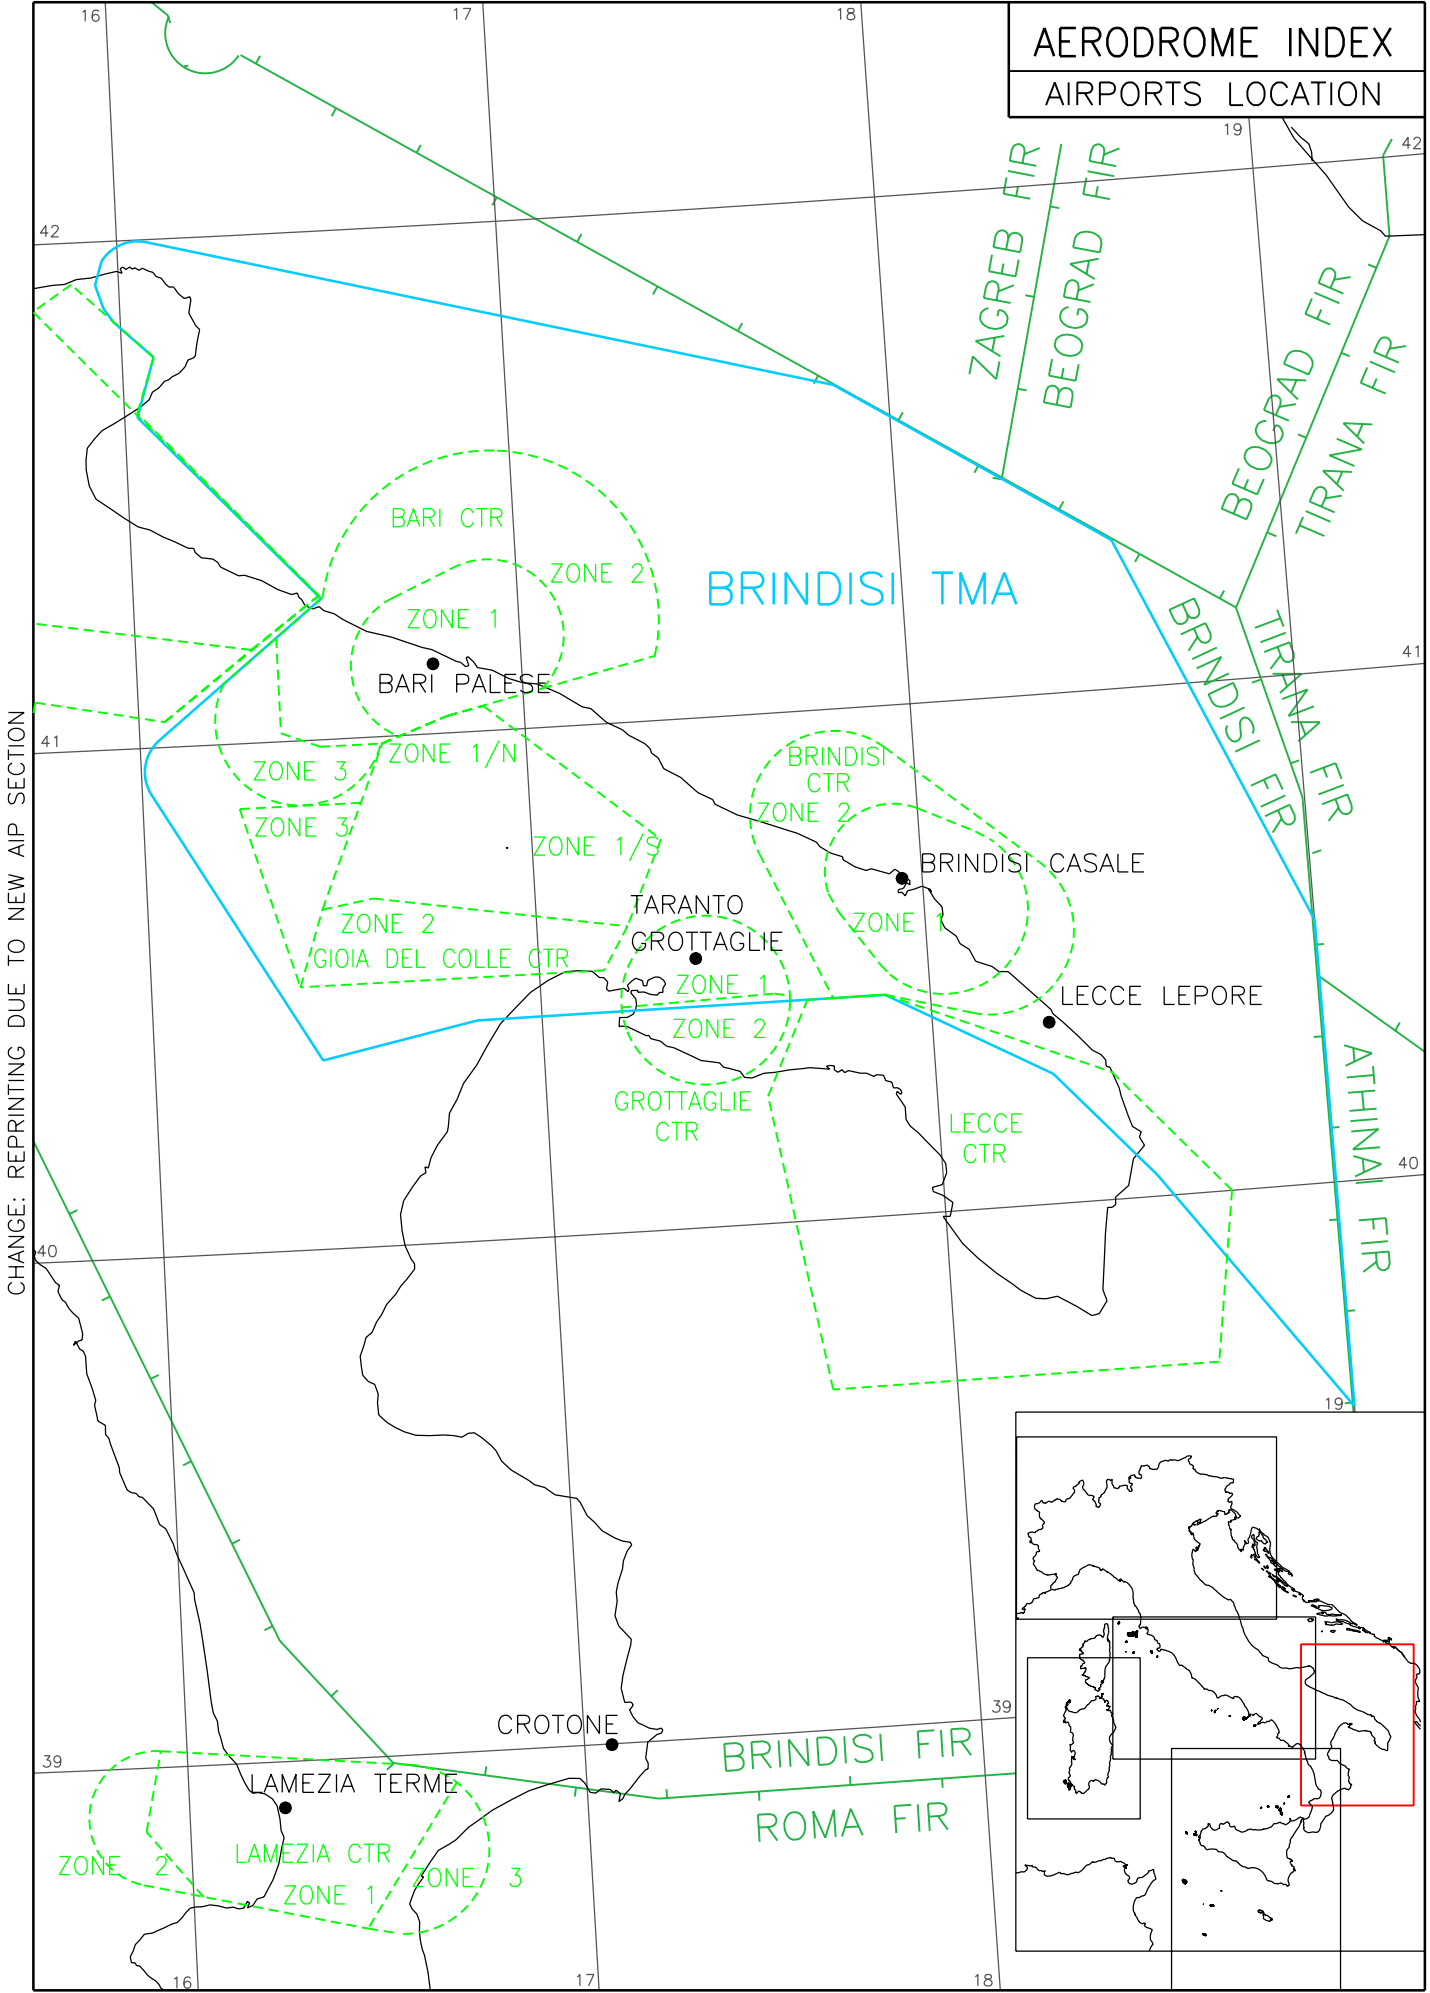 16
17
18
AERODROME INDEX
AIRPORTS LOCATION
19
42
ZAGREB FIR
BEOGRAD FIR
42
BEOGRAD FIR
TIRANA FIR
BARI CTR
ZONE 2
ZONE 1
BRINDISI TMA
BARI PALESE
TIRANA FIR
BRINDISI FIR
41
41
ZONE 1/N
ZONE 3
BRINDISI
CTR
ZONE 2
ZONE 3
ZONE 1/S
BRINDISI CASALE
TARANTO
GROTTAGLIE
ZONE 1
ZONE 2
GIOIA DEL COLLE CTR
ZONE 1
LECCE LEPORE
ZONE 2
GROTTAGLIE
CTR
LECCE
CTR
ATHINAI FIR
40
40
CHANGE: REPRINTING DUE TO NEW AIP SECTION
19
39
CROTONE
BRINDISI FIR
39
LAMEZIA TERME
ROMA FIR
LAMEZIA CTR
ZONE 2
ZONE 1
ZONE 3
16
17
18